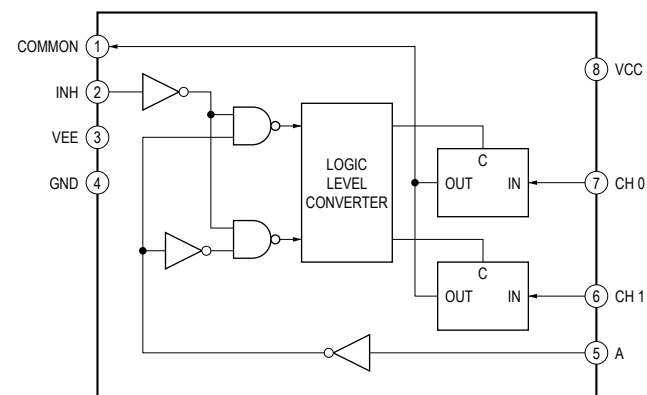 COMMON 1
INH 2
VEE 3
GND 4
8 VCC
LOGIC
LEVEL
CONVERTER
C
OUT IN
7 CH 0
C
OUT IN
6 CH 1
5 A